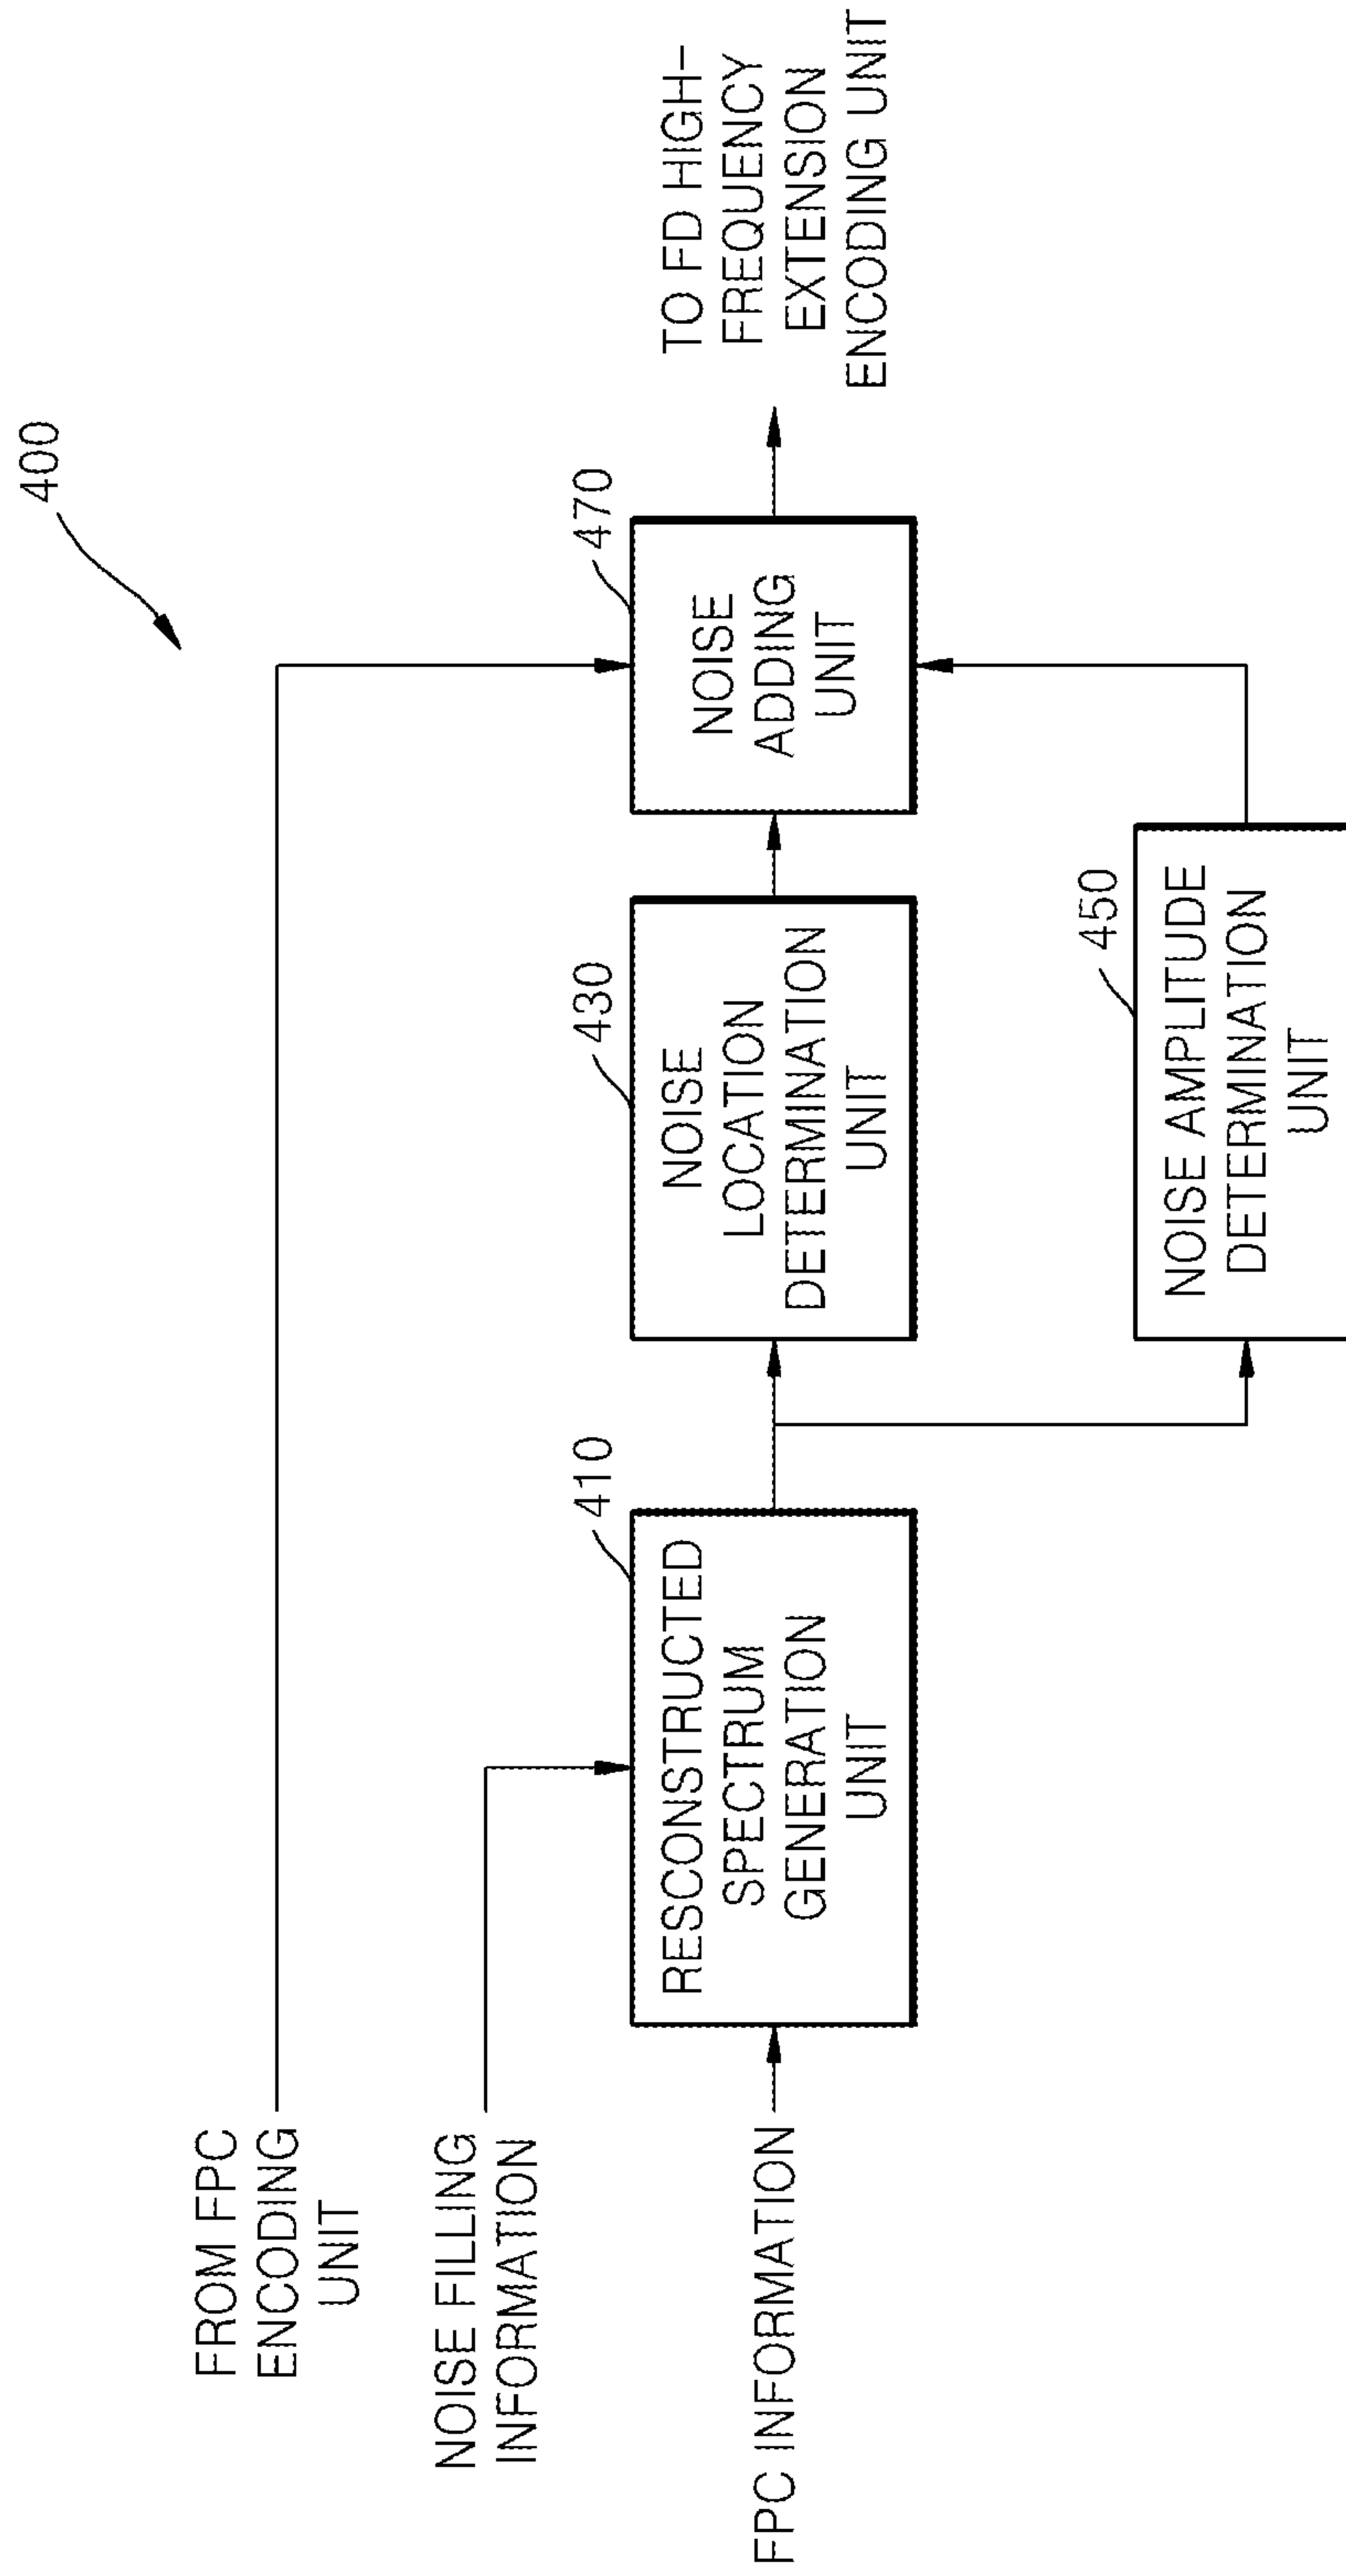 400
FROM FPC
ENCODING
UNIT
NOISE FILLING
INFORMATION
FPC INFORMATION
410
RESCONSTRUCTED
SPECTRUM
GENERATION
UNIT
430
NOISE
LOCATION
DETERMINATION
UNIT
450
NOISE AMPLITUDE
DETERMINATION
UNIT
470
NOISE
ADDING
UNIT
TO FD HIGH-
FREQUENCY
EXTENSION
ENCODING UNIT